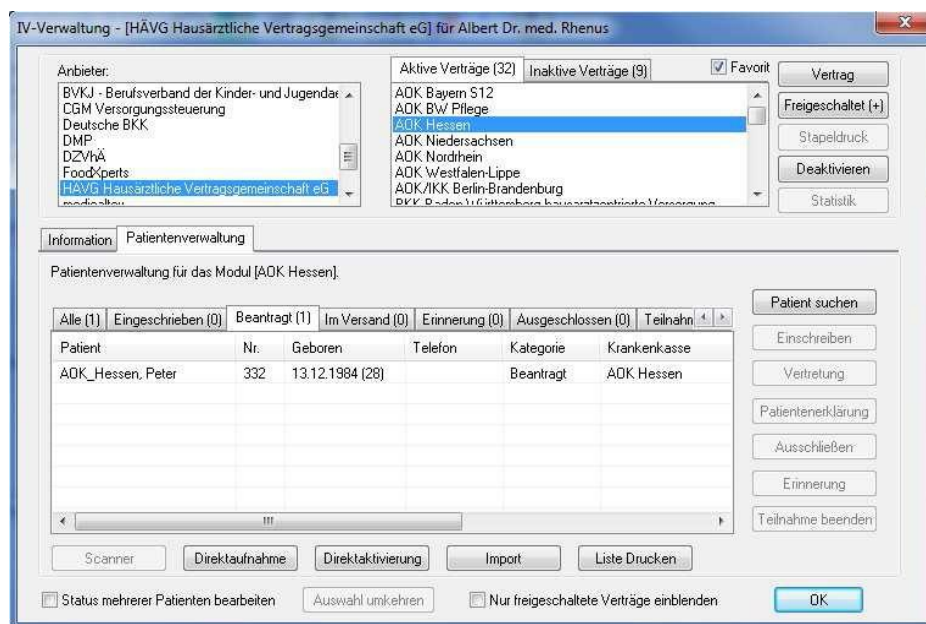 IV-Verwaltung - [HÄVG Hausärztliche Vertragsgemeinschaft eG] für Albert Dr. med. Rhenus
Anbieter:
BVKJ - Berufsverband der Kinder- und Jugendae
CGM Versorgungssteuerung
Deutsche BKK
DMP
DZVhÄ
FoodXperts
HÄVG Hausärztliche Vertragsgemeinschaft eG
Aktive Verträge (32) Inaktive Verträge (9) Favorit
AOK Bayern S12
AOK BW Pflege
AOK Hessen
AOK Niedersachsen
AOK Nordrhein
AOK Westfalen-Lippe
AOK/IKK Berlin-Brandenburg
Vertrag
Freigeschaltet (+)
Stapeldruck
Deaktivieren
Statistik
Information Patientenverwaltung
Patientenverwaltung für das Modul [AOK Hessen].
Alle (1) Eingeschrieben (0) Beantragt (1) Im Versand (0) Erinnerung (0) Ausgeschlossen (0) Teilnahn
Patient Nr. Geboren Telefon Kategorie Krankenkasse
AOK_Hessen, Peter 332 13.12.1984 (28) Beantragt AOK Hessen
Patient suchen
Einschreiben
Vertretung
Patientenerklärung
Ausschließen
Erinnerung
Teilnahme beenden
Scanner Direktaufnahme Direktaktivierung Import Liste Drucken
Status mehrerer Patienten bearbeiten Auswahl umkehren Nur freigeschaltete Verträge einblenden OK